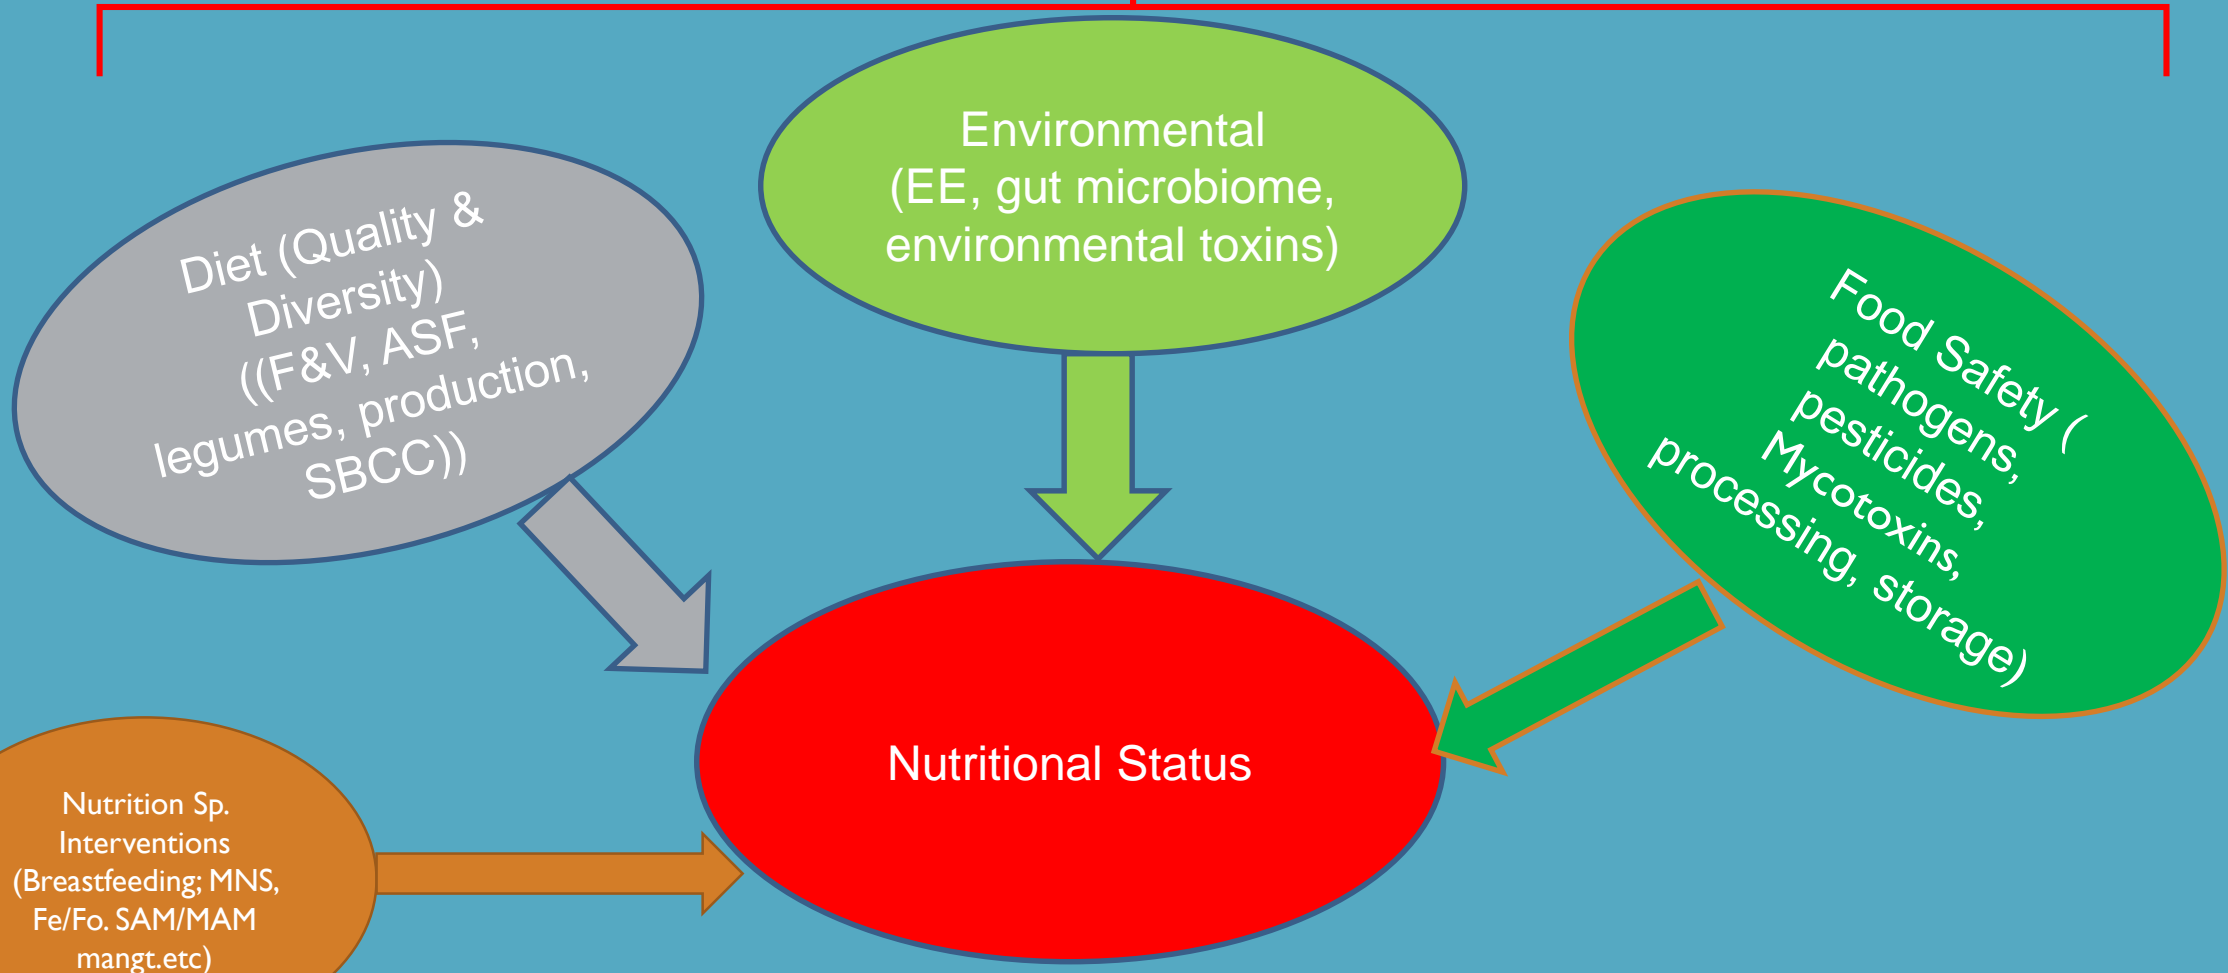 Environmental
(EE, gut microbiome,
environmental toxins)
Diet (Quality &
Diversity)
((F&V, ASF,
legumes, production,
SBCC))
Food Safety (
pathogens,
pesticides,
Mycotoxins,
processing, storage)
Nutritional Status
Nutrition Sp.
Interventions
(Breastfeeding; MNS,
Fe/Fo. SAM/MAM
mangt.etc)